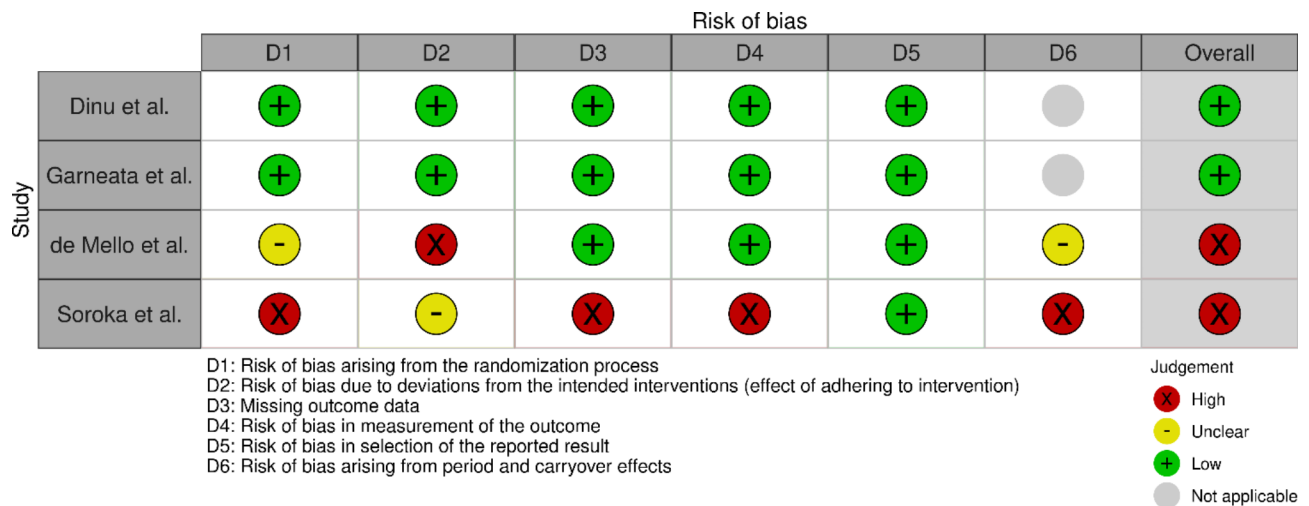 Risk of bias
D1 D2 D3 D4 D5 D6 Overall
Study
Dinu et al. + + + + + +
Garneata et al. + + + + + +
de Mello et al. - X + + + - X
Soroka et al. X - X X + X X
D1: Risk of bias arising from the randomization process
D2: Risk of bias due to deviations from the intended interventions (effect of adhering to intervention)
D3: Missing outcome data
D4: Risk of bias in measurement of the outcome
D5: Risk of bias in selection of the reported result
D6: Risk of bias arising from period and carryover effects
Judgement
X High
- Unclear
+ Low
Not applicable